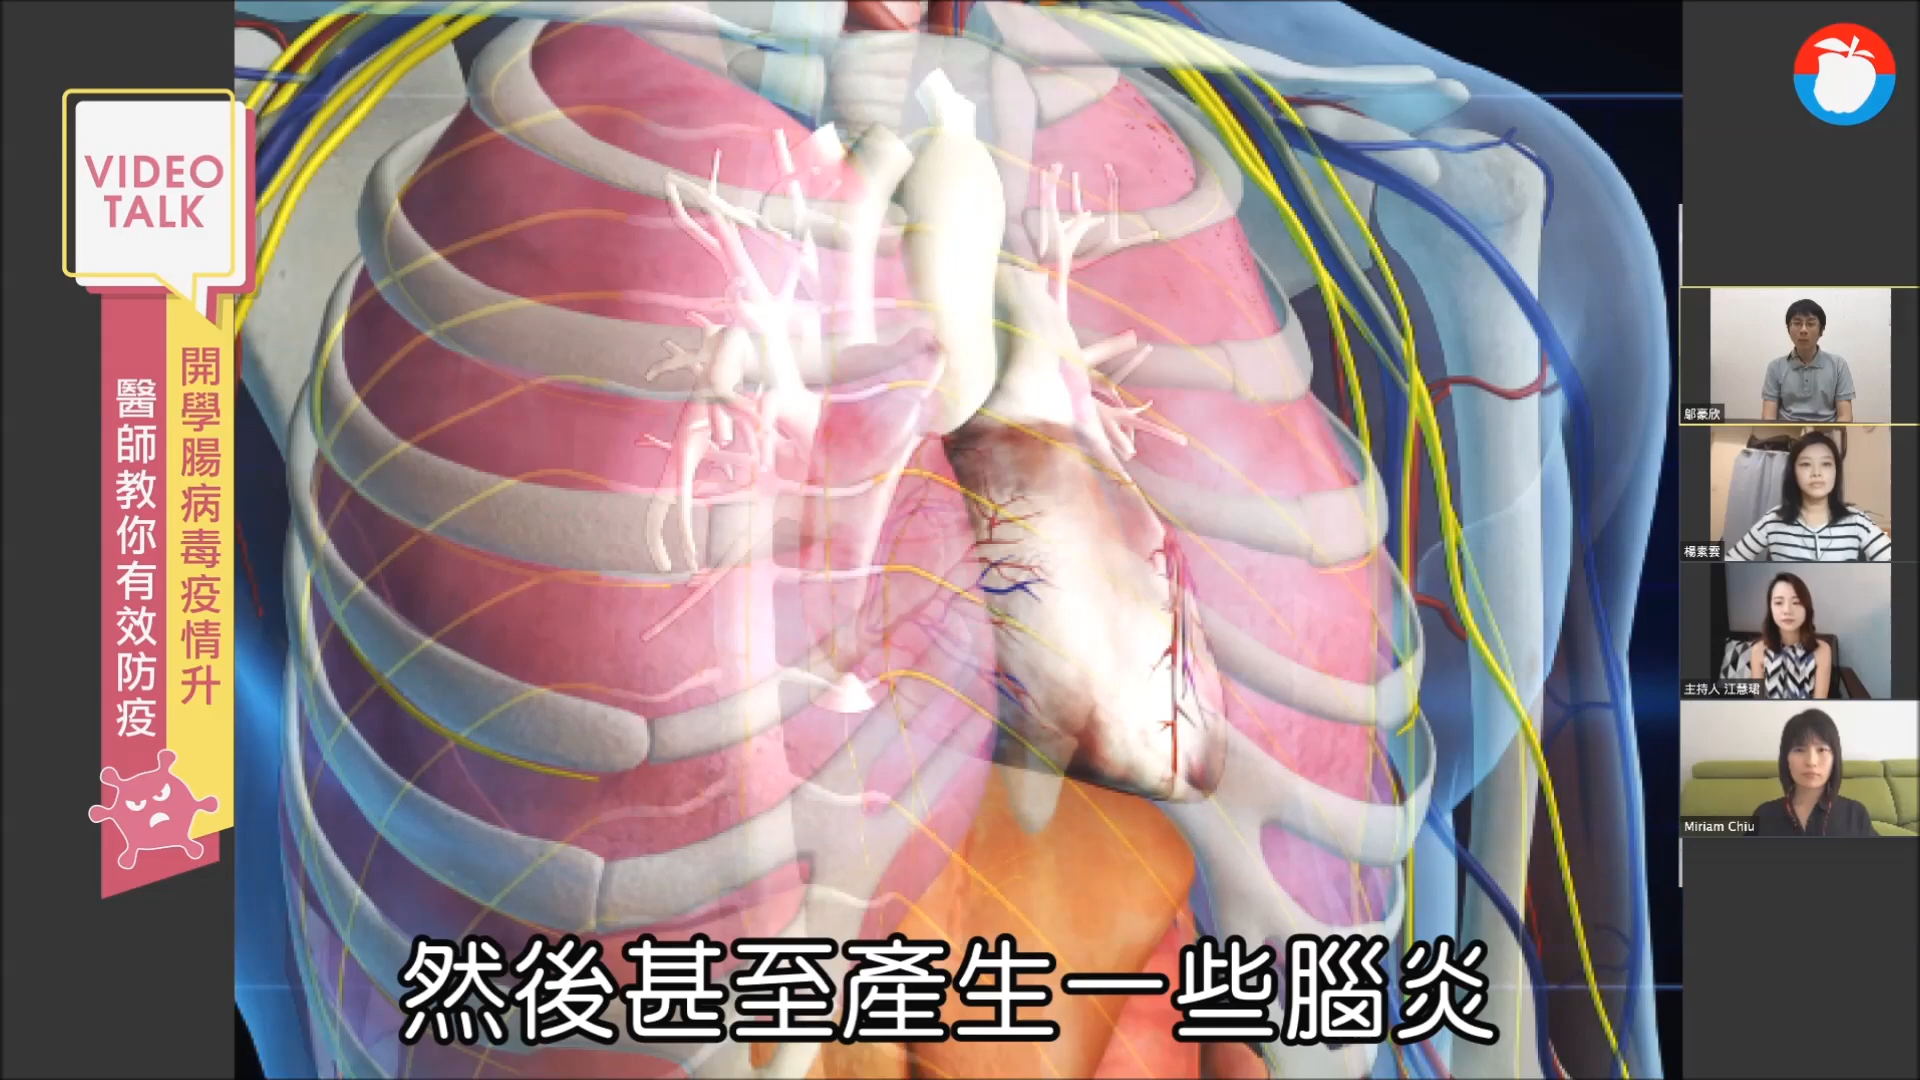 VIDEO
TALK
開學腸病毒疫情升
醫師教你有效防疫
鄔豪欣
楊素雲
主持人 江慧珺
Miriam Chiu
然後甚至產生一些腦炎